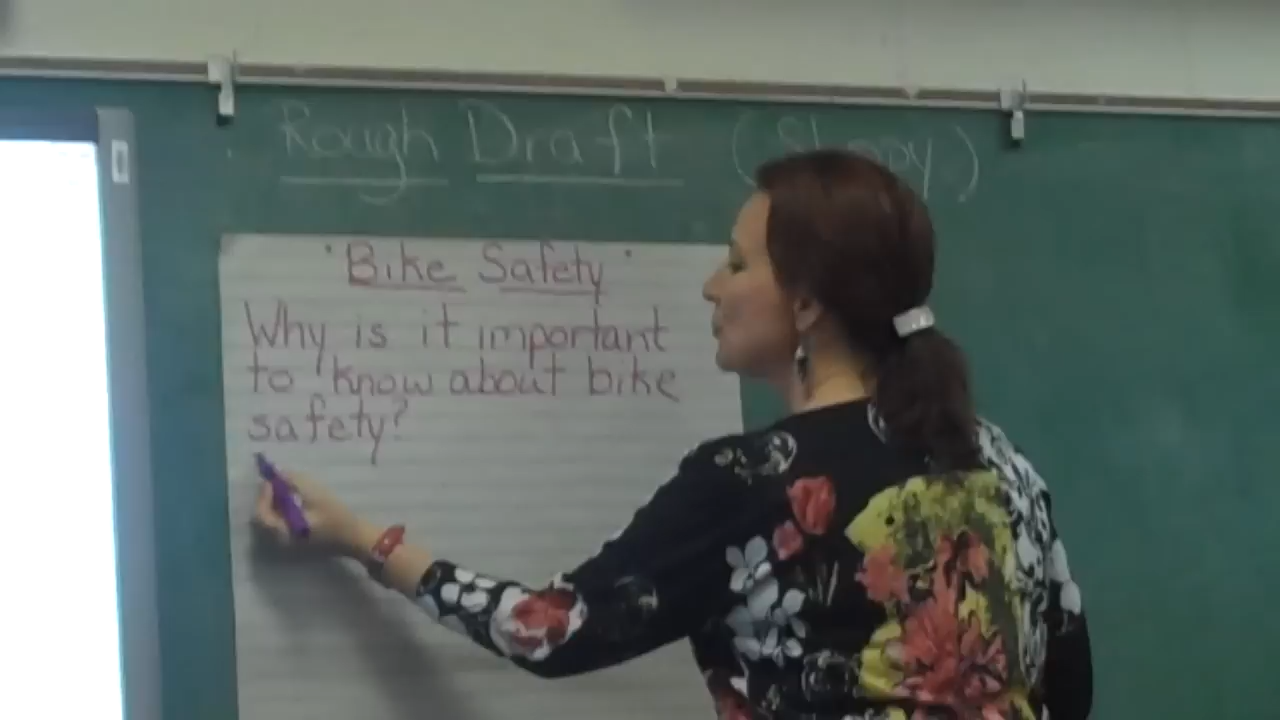 Rough Draft
Bike Safety
Why is it important
to know about bike
safety?